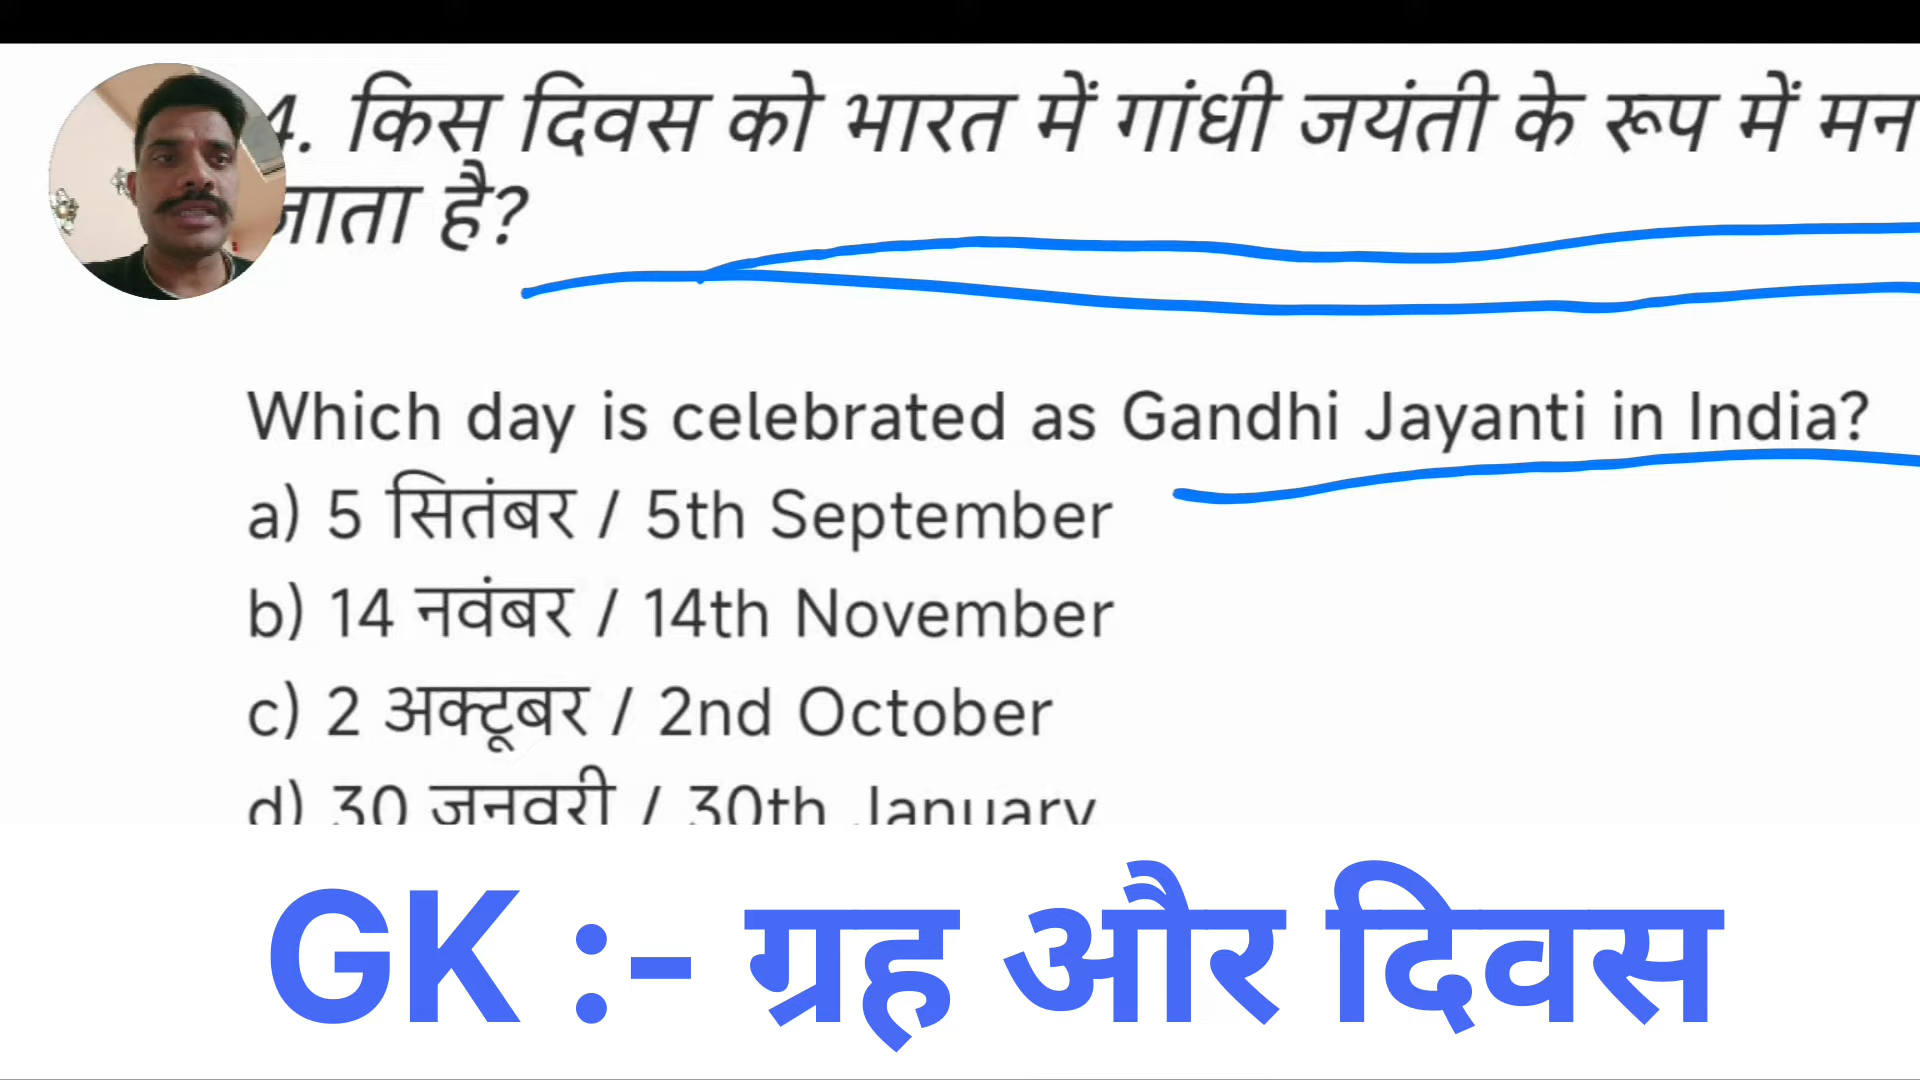 4. किस दिवस को भारत में गांधी जयंती के रूप में मन
जाता है?
Which day is celebrated as Gandhi Jayanti in India?
a) 5 सितंबर / 5th September
b) 14 नवंबर / 14th November
c) 2 अक्टूबर / 2nd October
d) 30 जनवरी / 30th January
GK :- ग्रह और दिवस